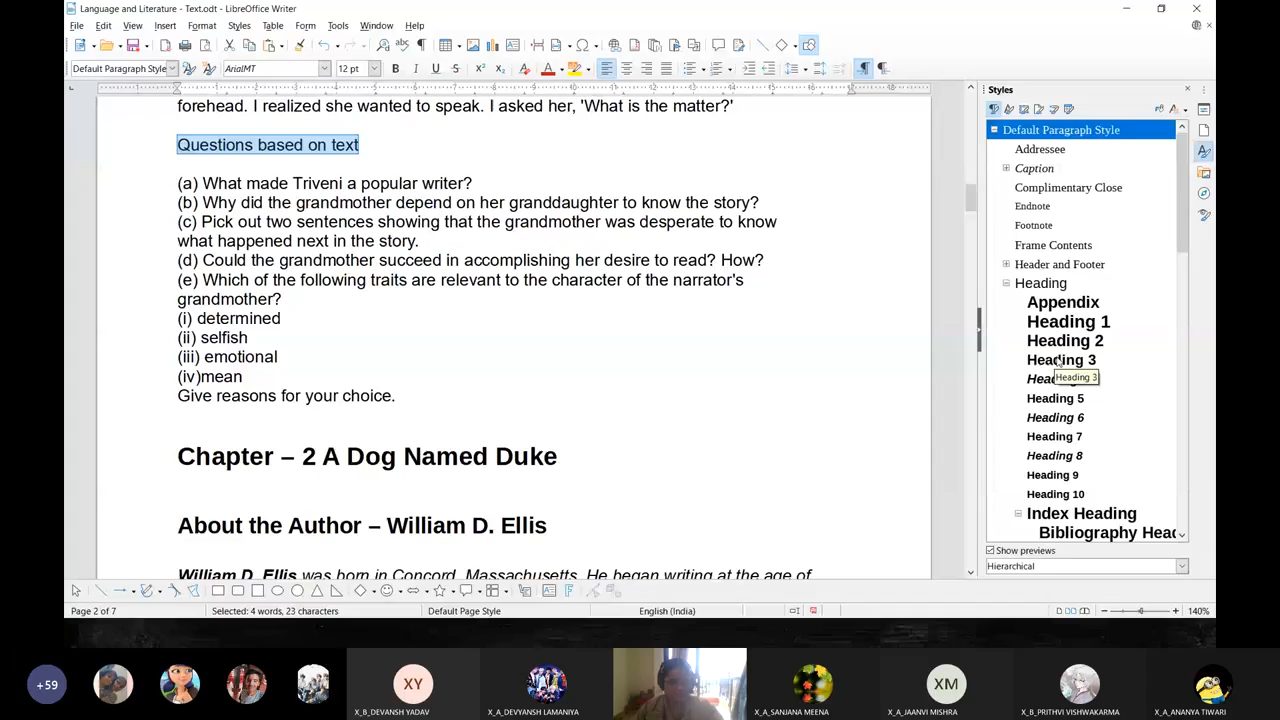 Language and Literature - Text.odt - LibreOffice Writer
File Edit View Insert Format Styles Table Form Tools Window Help
Default Paragraph Style ArialMT 12 pt
forehead. I realized she wanted to speak. I asked her, 'What is the matter?'
Questions based on text
(a) What made Triveni a popular writer?
(b) Why did the grandmother depend on her granddaughter to know the story?
(c) Pick out two sentences showing that the grandmother was desperate to know
what happened next in the story.
(d) Could the grandmother succeed in accomplishing her desire to read? How?
(e) Which of the following traits are relevant to the character of the narrator's
grandmother?
(i) determined
(ii) selfish
(iii) emotional
(iv)mean
Give reasons for your choice.
Chapter – 2 A Dog Named Duke
About the Author – William D. Ellis
William D. Ellis was born in Concord, Massachusetts. He began writing at the age of
Styles
Default Paragraph Style
Addressee
Caption
Complimentary Close
Endnote
Footnote
Frame Contents
Header and Footer
Heading
Appendix
Heading 1
Heading 2
Heading 3
Heading 3
Heading 5
Heading 6
Heading 7
Heading 8
Heading 9
Heading 10
Index Heading
Bibliography Head
Show previews
Hierarchical
Page 2 of 7 Selected: 4 words, 23 characters Default Page Style English (India) 140%
+59
XY
XM
X_B_DEVANSH YADAV
X_A_DEVYANSH LAMANIYA
X_A_SANJANA MEENA
X_A_JAANVI MISHRA
X_B_PRITHVI VISHWAKARMA
X_A_ANANYA TIWARI